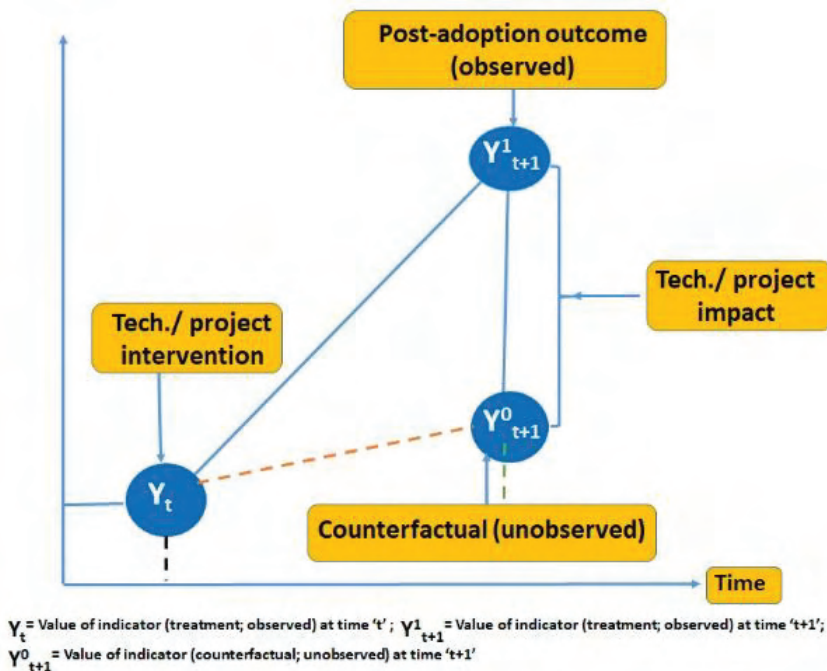 Post-adoption outcome
(observed)
Y¹ₜ₊₁
Tech./ project
impact
Tech./ project
intervention
Y⁰ₜ₊₁
Yₜ
Counterfactual (unobserved)
Time
Yₜ= Value of indicator (treatment; observed) at time ‘t’ ; Y¹ₜ₊₁= Value of indicator (treatment; observed) at time ‘t+1’;
Y⁰ₜ₊₁= Value of indicator (counterfactual; unobserved) at time ‘t+1’